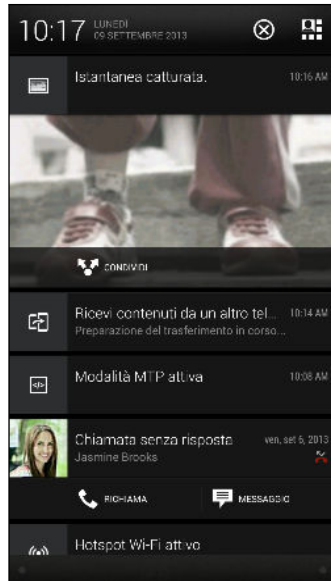 10:17
LUNEDÌ
09 SETTEMBRE 2013
Istantanea catturata.
10:16 AM
CONDIVIDI
Ricevi contenuti da un altro tel...
10:14 AM
Preparazione del trasferimento in corso...
Modalità MTP attiva
10:08 AM
Chiamata senza risposta
ven, set 6, 2013
Jasmine Brooks
RICHIAMA
MESSAGGIO
Hotspot Wi-Fi attivo